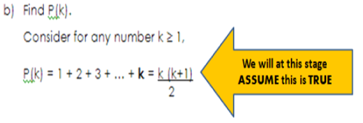 b) Find P(k).
Consider for any number k ≥ 1,
P(k) = 1 + 2 + 3 + ... + k = k (k+1)
2
We will at this stage
ASSUME this is TRUE